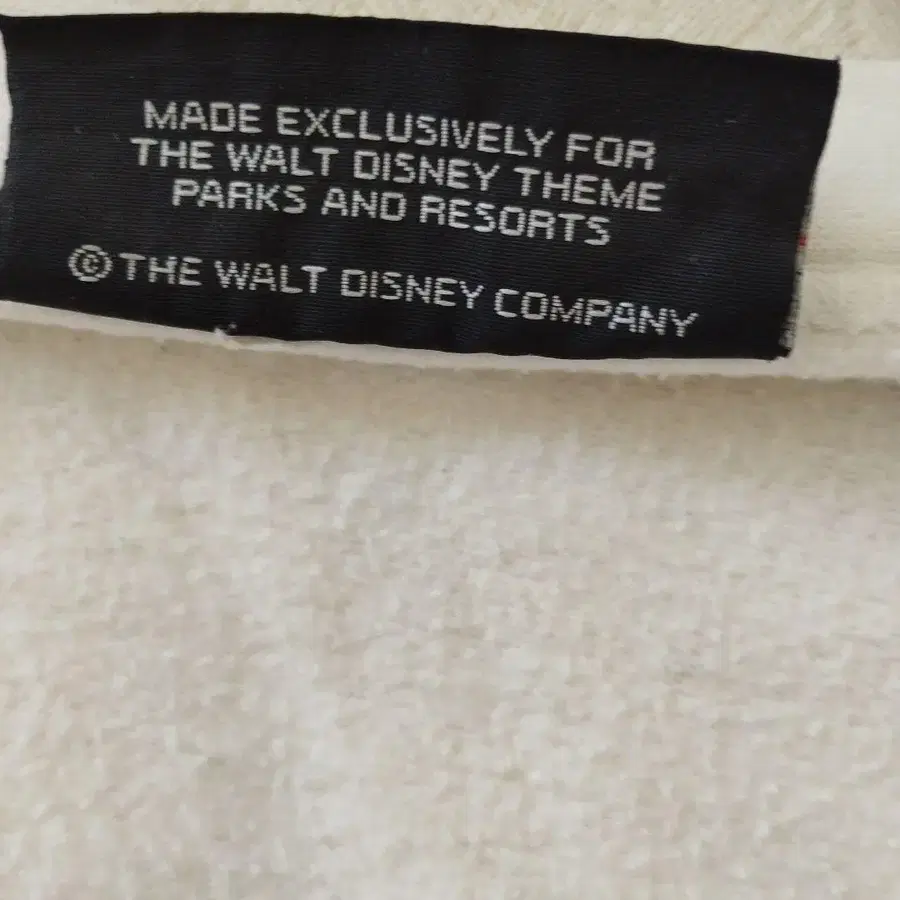 MADE EXCLUSIVELY FOR
THE WALT DISNEY THEME
PARKS AND RESORTS
© THE WALT DISNEY COMPANY